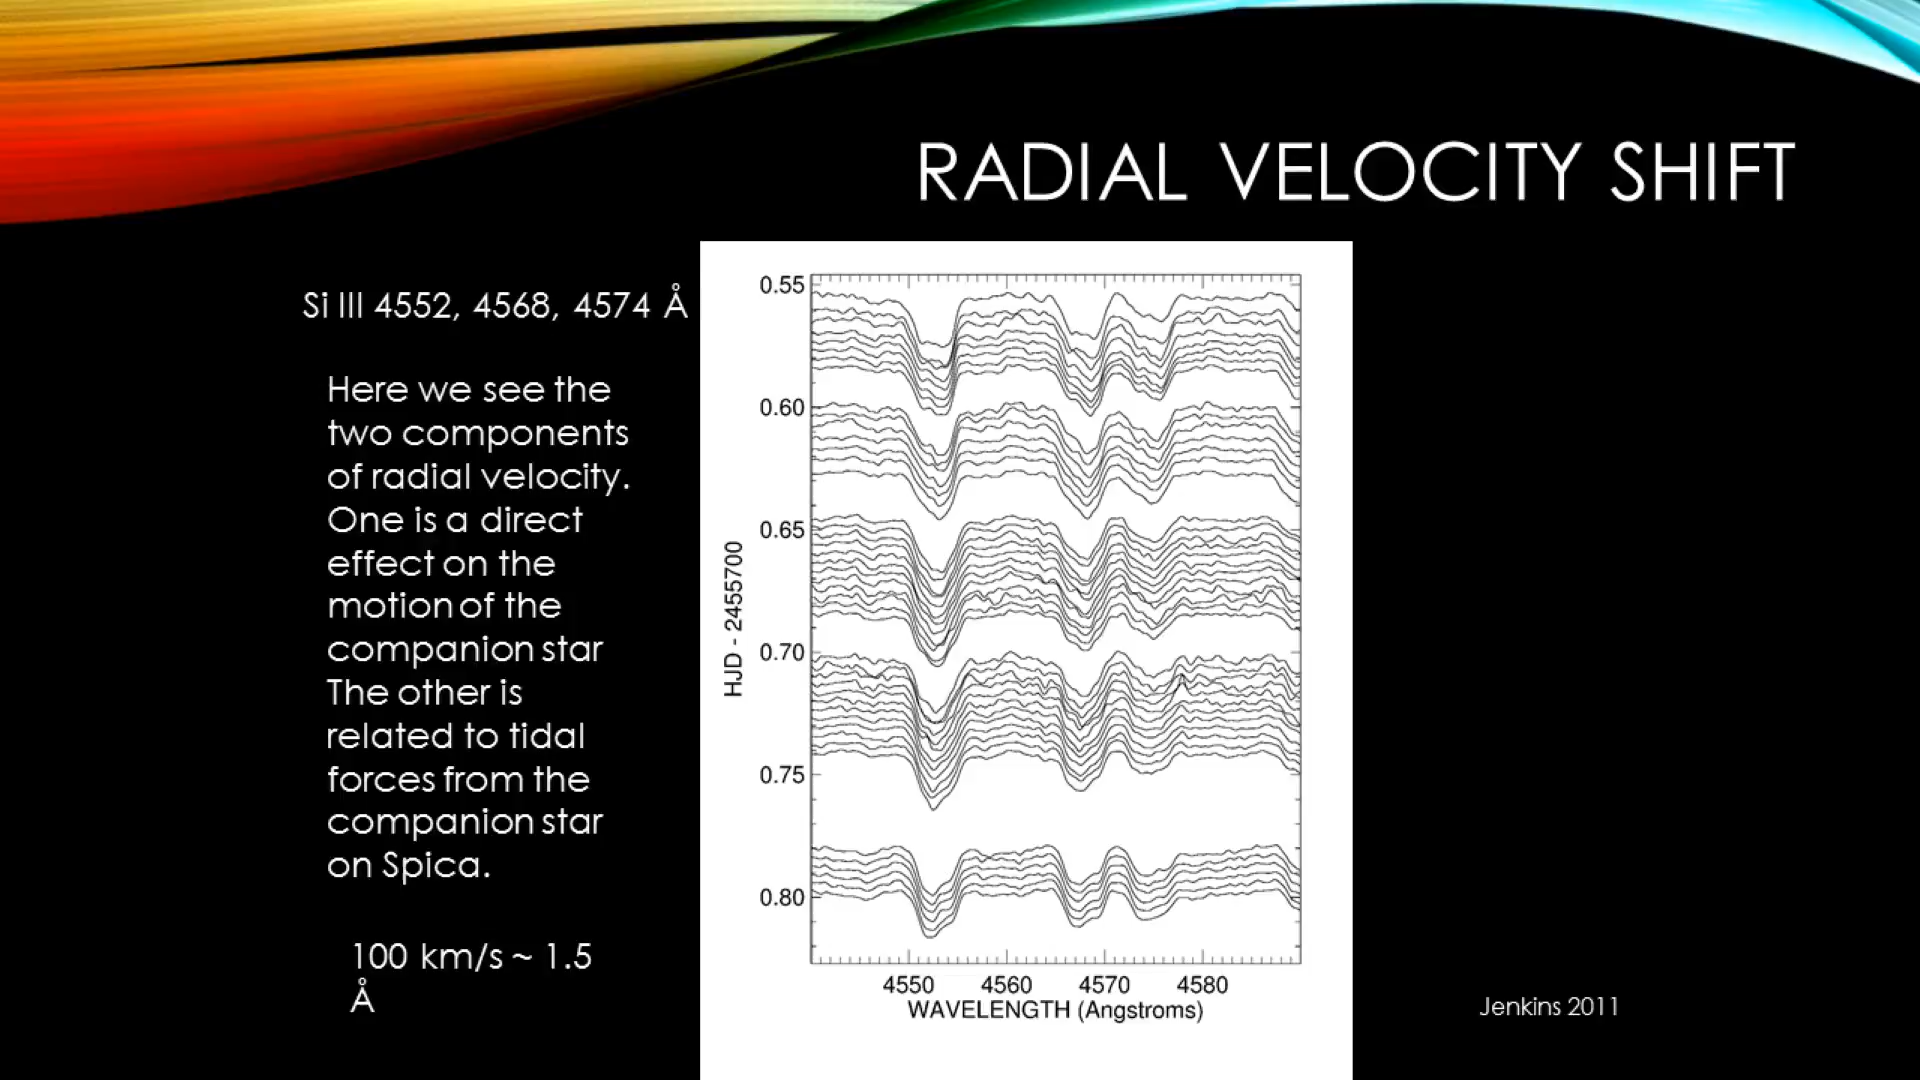 RADIAL VELOCITY SHIFT
Si III 4552, 4568, 4574 Å
Here we see the
two components
of radial velocity.
One is a direct
effect on the
motion of the
companion star
The other is
related to tidal
forces from the
companion star
on Spica.
100 km/s ~ 1.5
Å
HJD - 2455700
0.55
0.60
0.65
0.70
0.75
0.80
4550 4560 4570 4580
WAVELENGTH (Angstroms)
Jenkins 2011